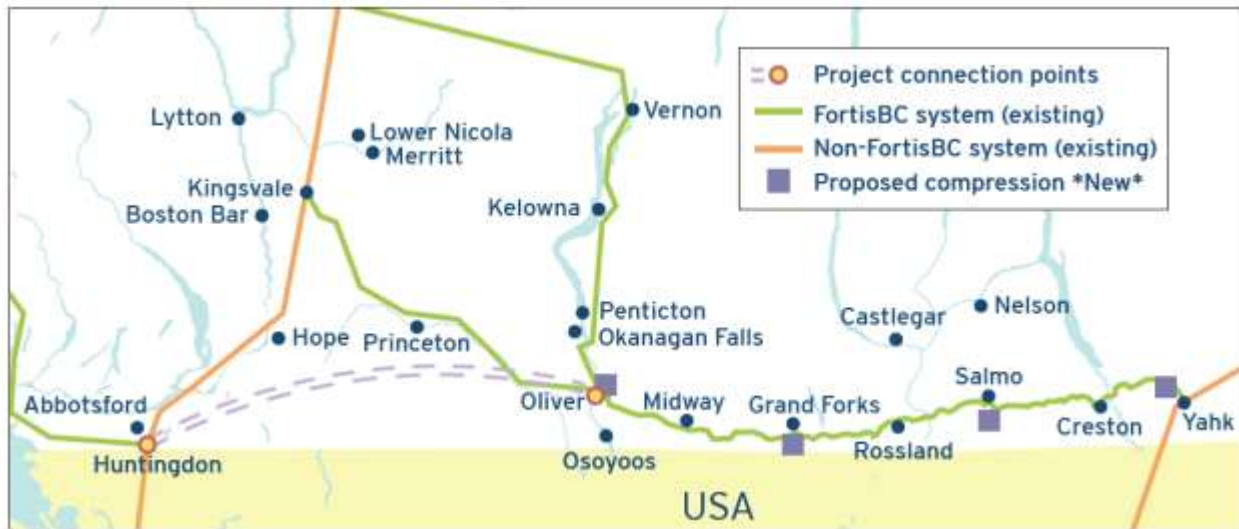 Project connection points
FortisBC system (existing)
Non-FortisBC system (existing)
Proposed compression *New*
Vernon
Lytton
Lower Nicola
Merritt
Kingsvale
Boston Bar
Kelowna
Penticton
Okanagan Falls
Nelson
Castlegar
Hope
Princeton
Salmo
Abbotsford
Oliver
Midway
Grand Forks
Creston
Yahk
Huntingdon
Osoyoos
Rossland
USA